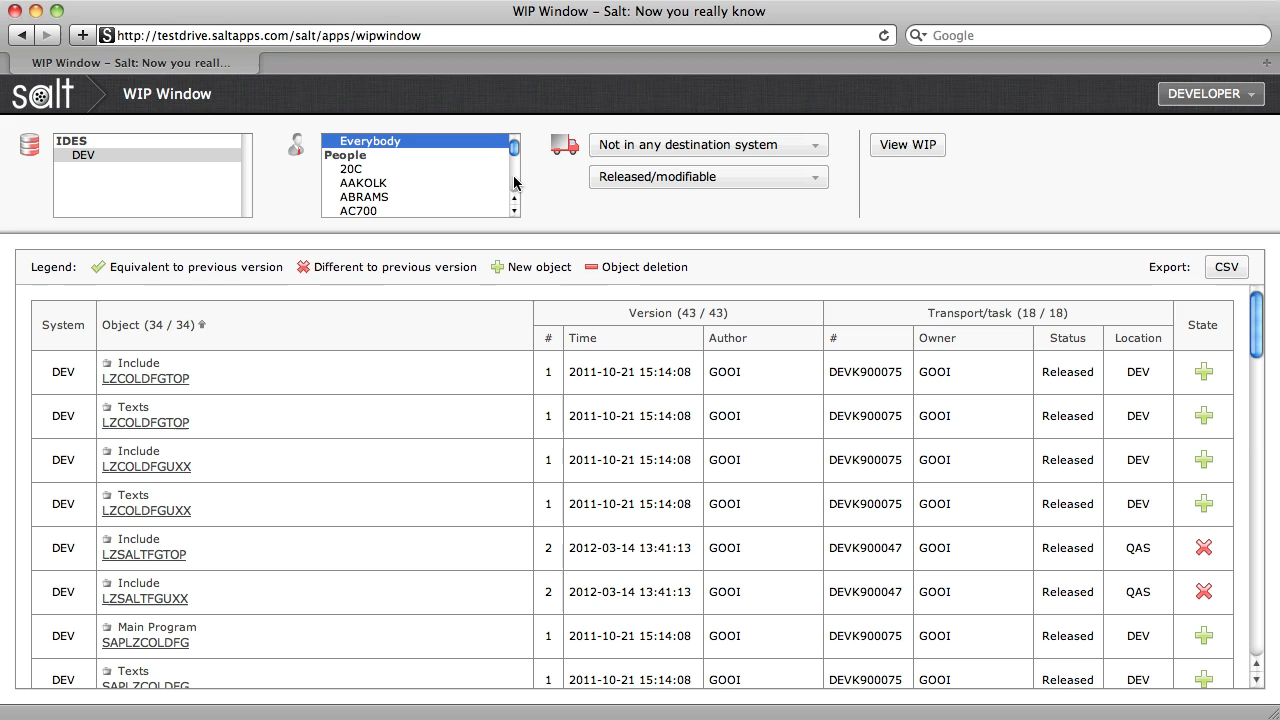 WIP Window – Salt: Now you really know
http://testdrive.saltapps.com/salt/apps/wipwindow
Google
WIP Window – Salt: Now you reall...
salt
WIP Window
DEVELOPER
IDES
DEV
Everybody
People
20C
AAKOLK
ABRAMS
AC700
Not in any destination system
Released/modifiable
View WIP
Legend: Equivalent to previous version Different to previous version New object Object deletion
Export: CSV
System Object (34 / 34) Version (43 / 43) Transport/task (18 / 18) State
# Time Author # Owner Status Location
Include
DEV LZCOLDFGTOP 1 2011-10-21 15:14:08 GOOI DEVK900075 GOOI Released DEV
Texts
DEV LZCOLDFGTOP 1 2011-10-21 15:14:08 GOOI DEVK900075 GOOI Released DEV
Include
DEV LZCOLDFGUXX 1 2011-10-21 15:14:08 GOOI DEVK900075 GOOI Released DEV
Texts
DEV LZCOLDFGUXX 1 2011-10-21 15:14:08 GOOI DEVK900075 GOOI Released DEV
Include
DEV LZSALTFGTOP 2 2012-03-14 13:41:13 GOOI DEVK900047 GOOI Released QAS
Include
DEV LZSALTFGUXX 2 2012-03-14 13:41:13 GOOI DEVK900047 GOOI Released QAS
Main Program
DEV SAPLZCOLDFG 1 2011-10-21 15:14:08 GOOI DEVK900075 GOOI Released DEV
Texts
DEV SAPLZCOLDFG 1 2011-10-21 15:14:08 GOOI DEVK900075 GOOI Released DEV